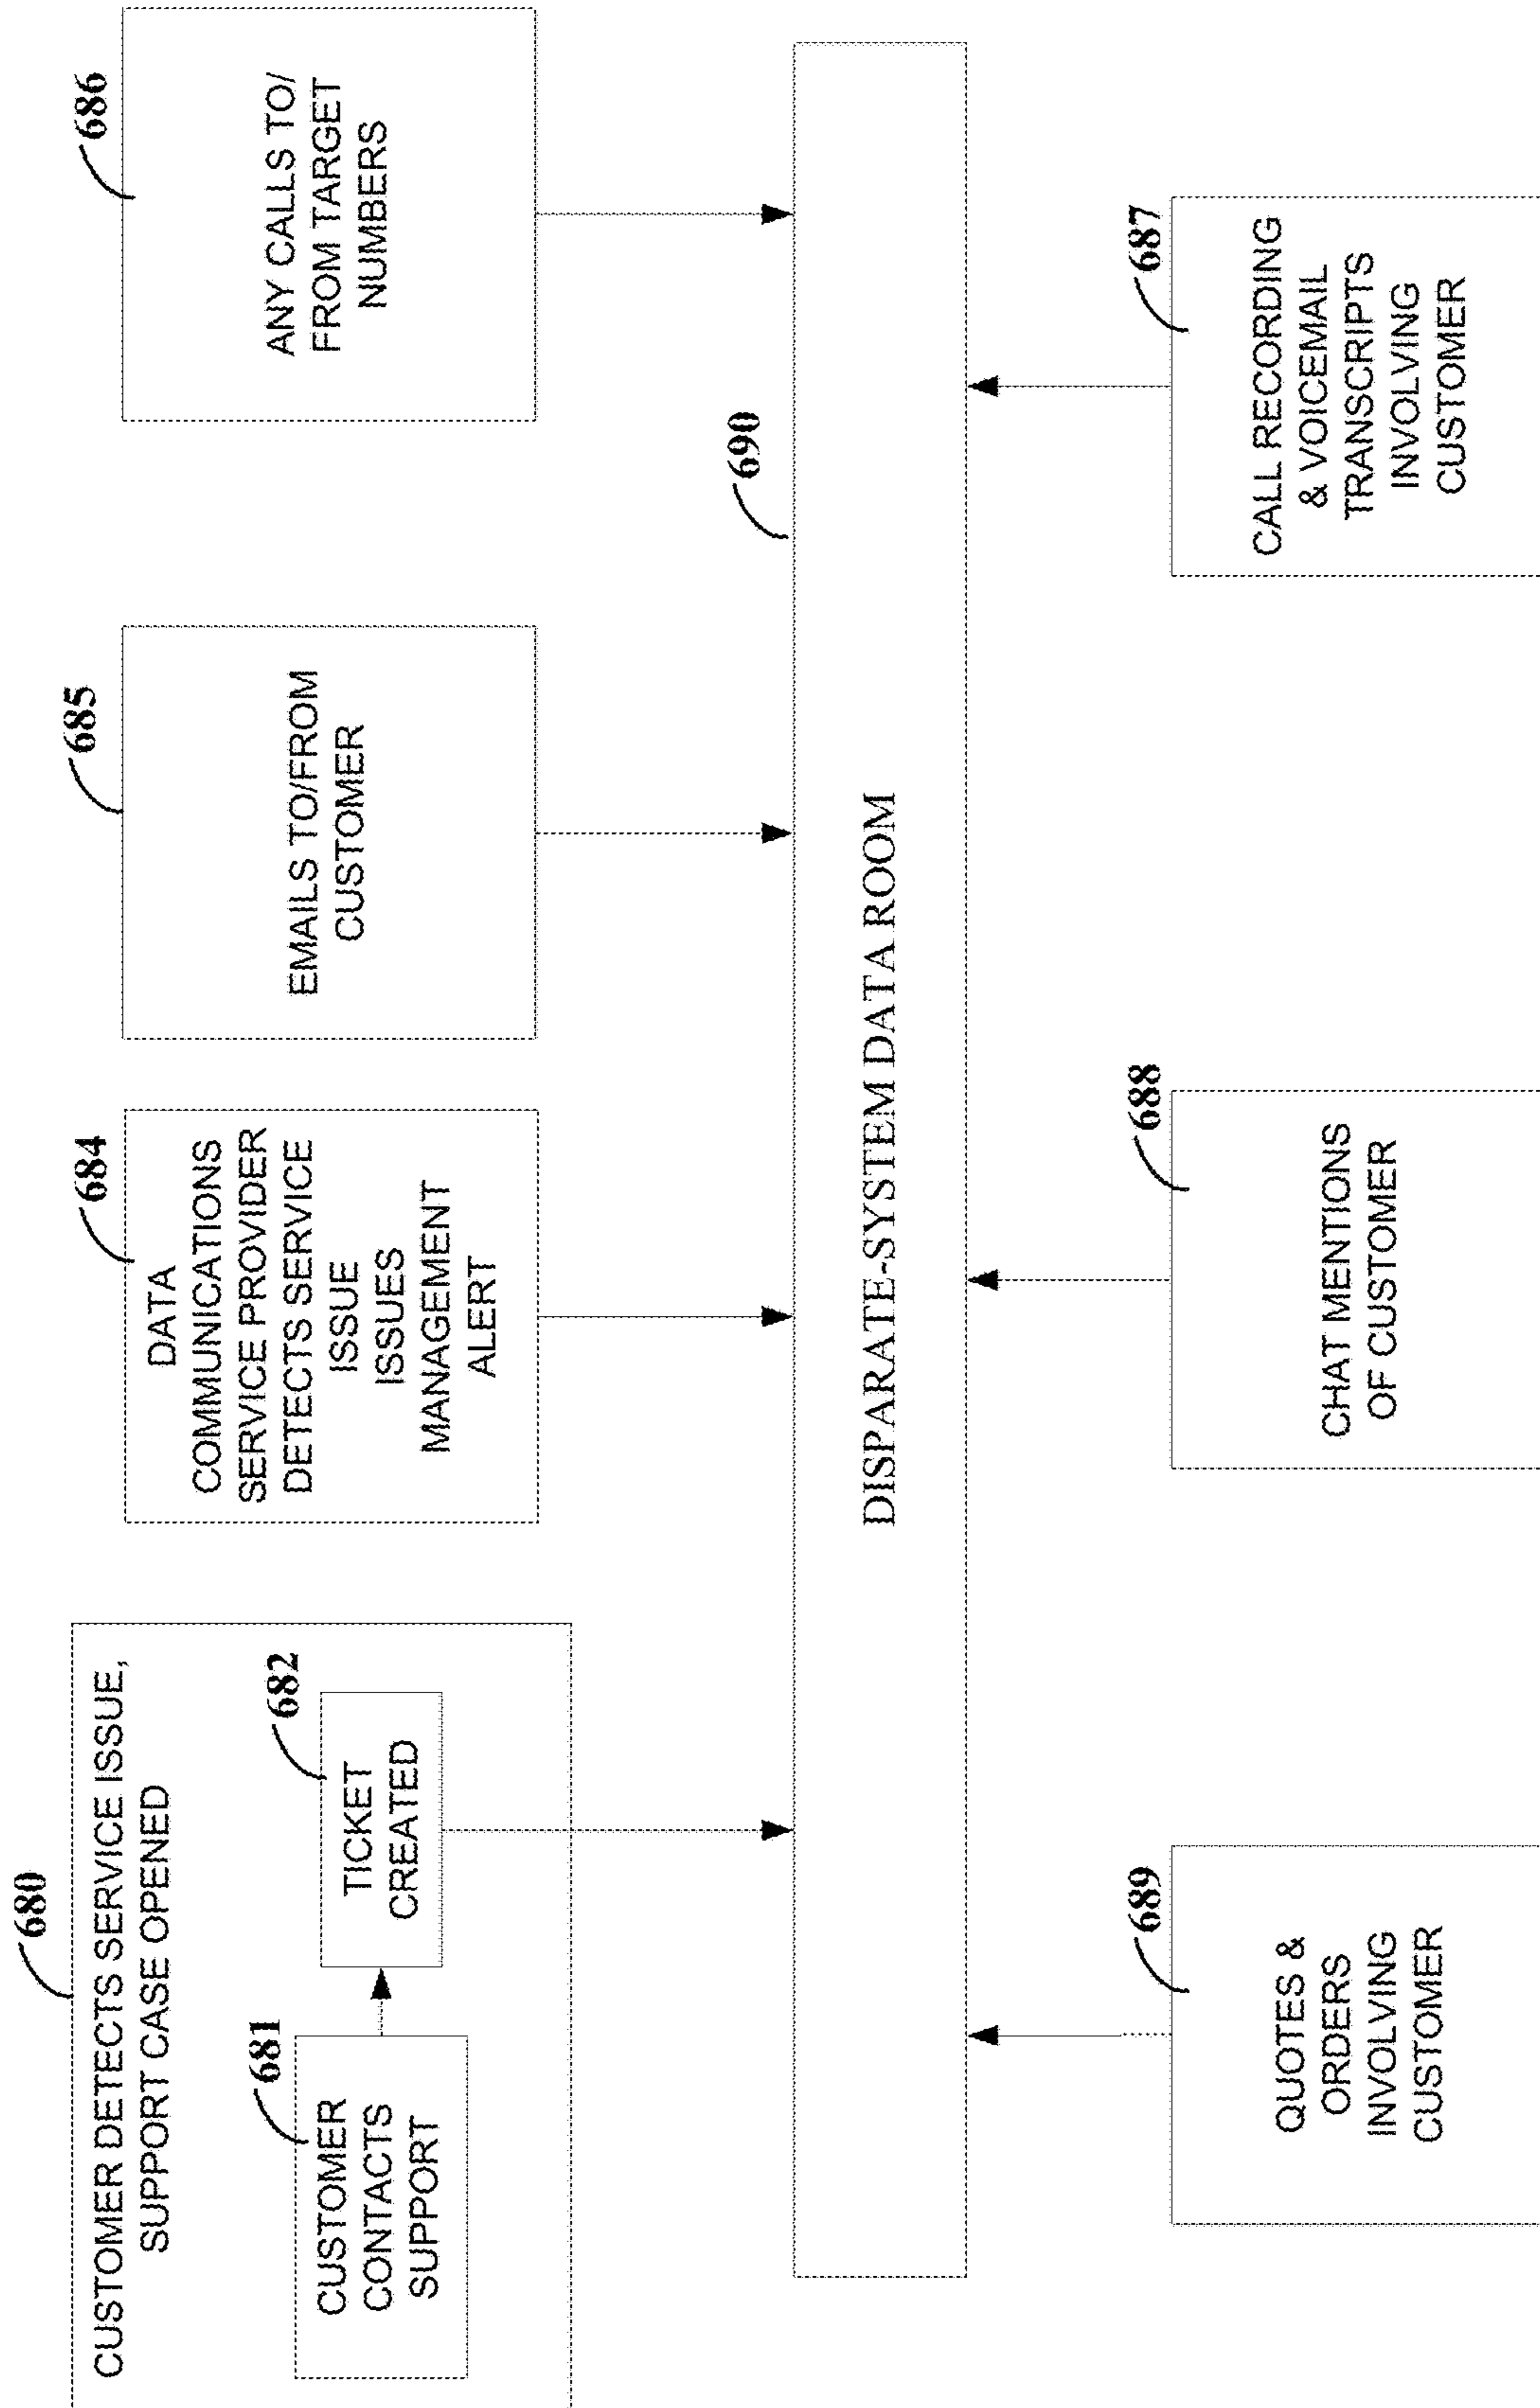 680
CUSTOMER DETECTS SERVICE ISSUE,
SUPPORT CASE OPENED
681
CUSTOMER
CONTACTS
SUPPORT
682
TICKET
CREATED
684
DATA
COMMUNICATIONS
SERVICE PROVIDER
DETECTS SERVICE
ISSUE
ISSUES
MANAGEMENT
ALERT
685
EMAILS TO/FROM
CUSTOMER
686
ANY CALLS TO/
FROM TARGET
NUMBERS
690
DISPARATE-SYSTEM DATA ROOM
689
QUOTES &
ORDERS
INVOLVING
CUSTOMER
688
CHAT MENTIONS
OF CUSTOMER
687
CALL RECORDING
& VOICEMAIL
TRANSCRIPTS
INVOLVING
CUSTOMER